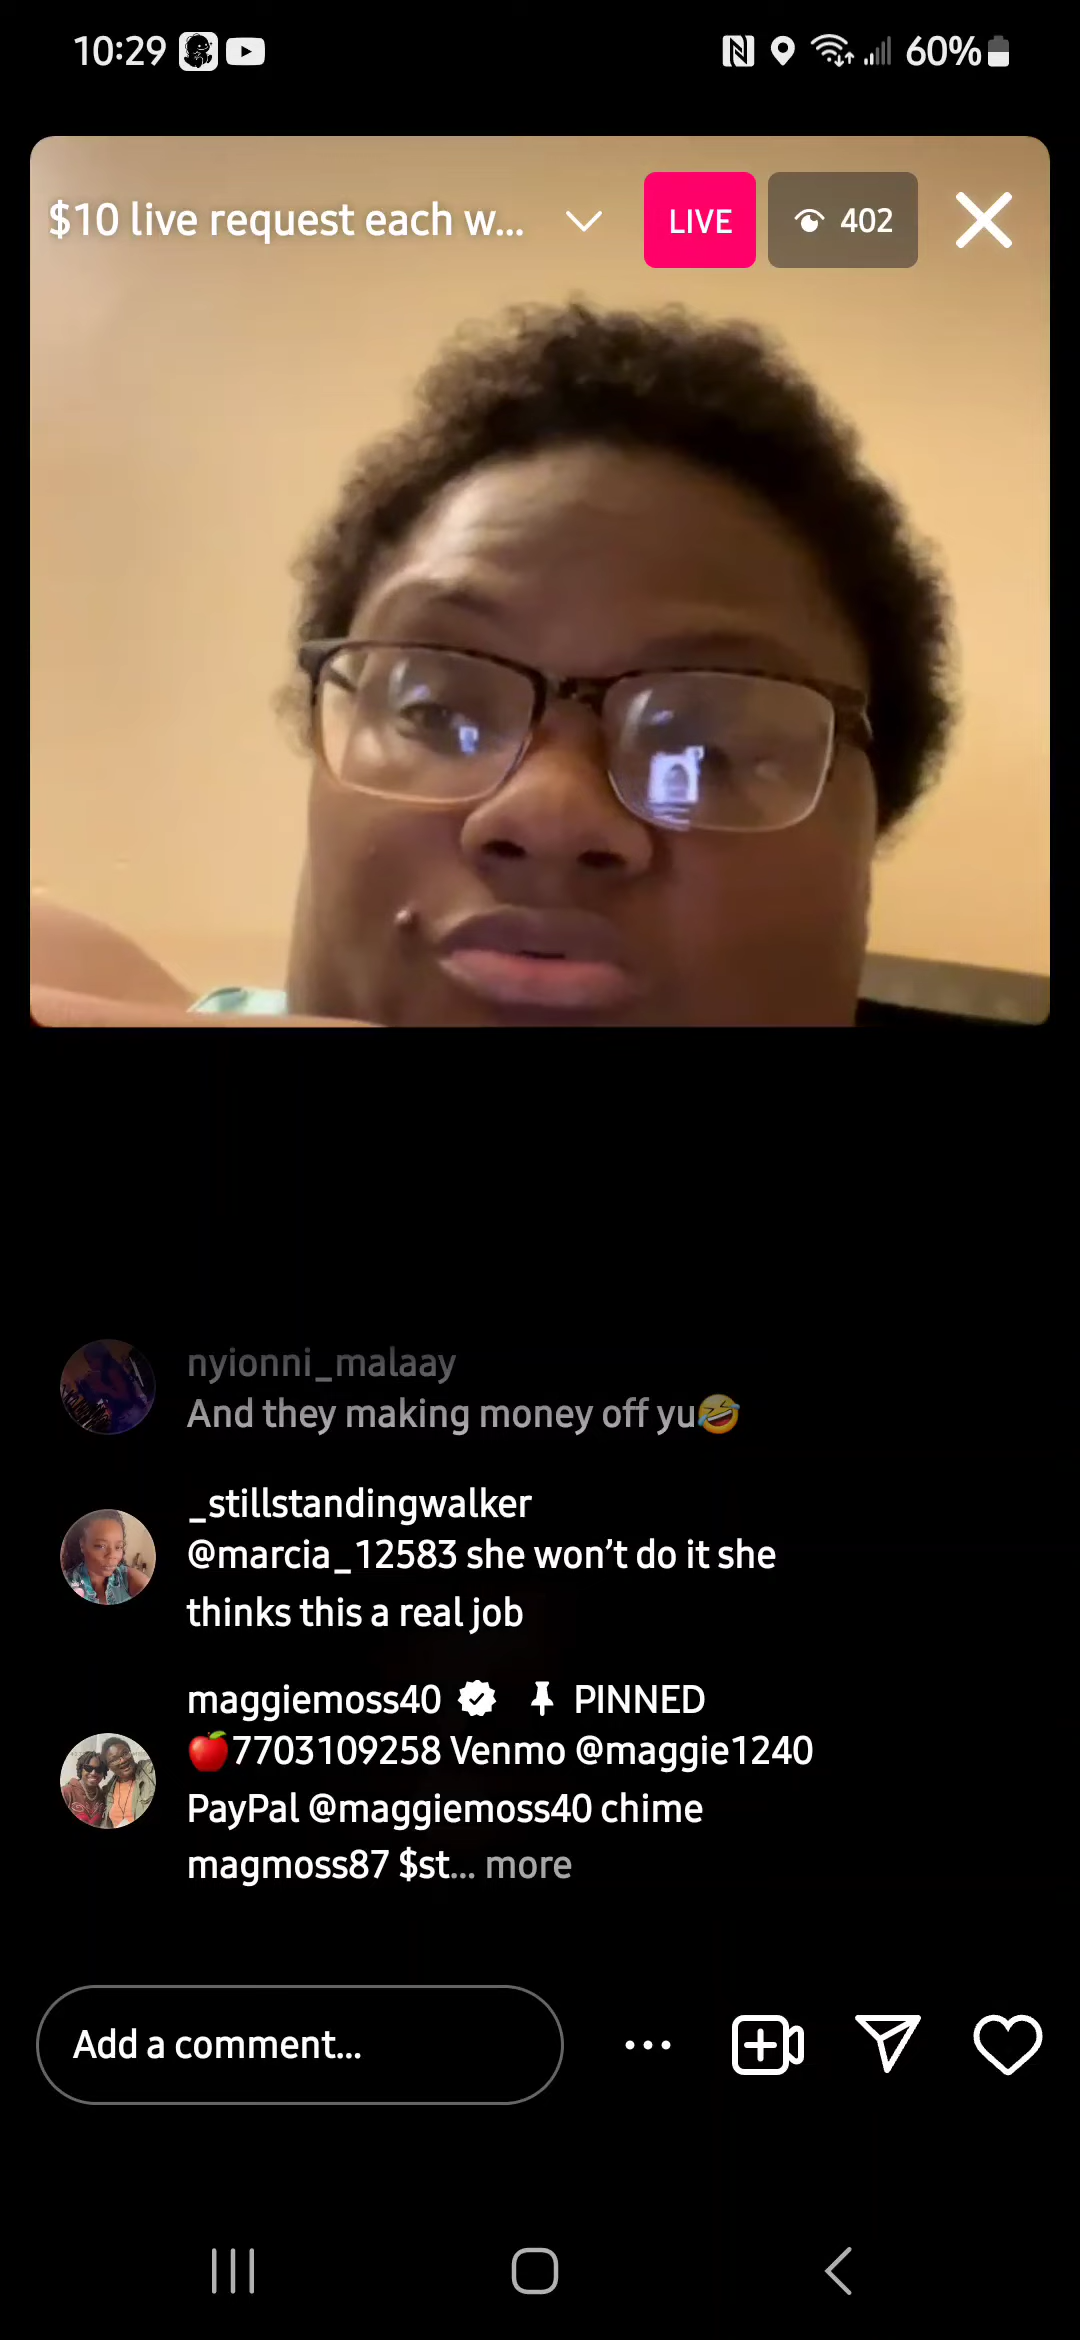 10:29
60%
$10 live request each w...
LIVE
402
nyionni_malaay
And they making money off yu🤣
_stillstandingwalker
@marcia_12583 she won’t do it she
thinks this a real job
maggiemoss40 PINNED
🍎7703109258 Venmo @maggie1240
PayPal @maggiemoss40 chime
magmoss87 $st... more
Add a comment...